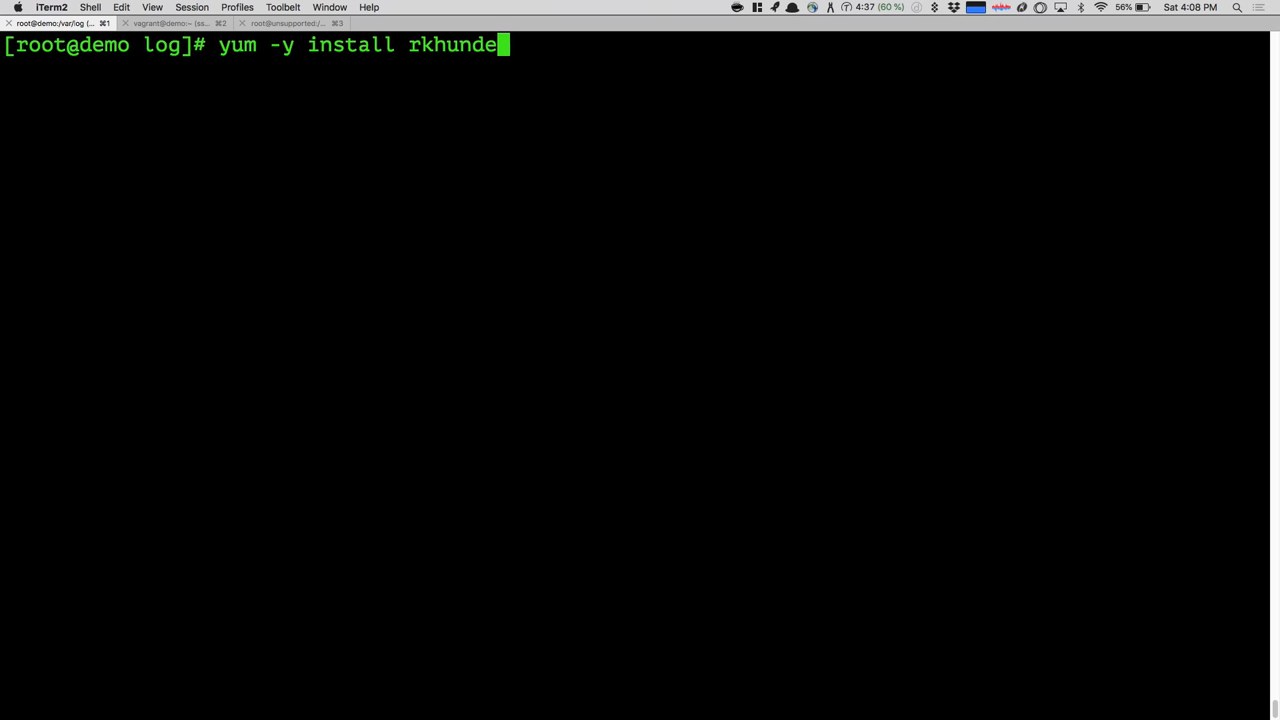 iTerm2 Shell Edit View Session Profiles Toolbelt Window Help 4:37 (60 %) 56% Sat 4:08 PM
root@demo:/var/log (... ⌘1 vagrant@demo:~ (ss... ⌘2 root@unsupported:/... ⌘3
[root@demo log]# yum -y install rkhunde